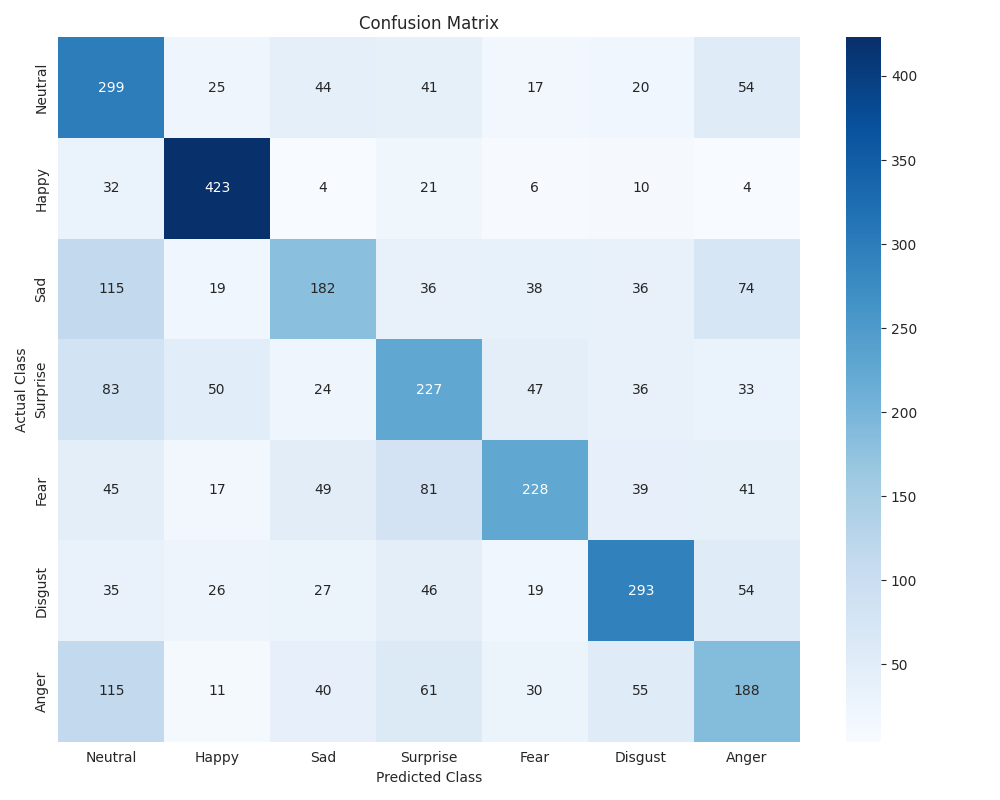 Confusion Matrix
Actual Class
Neutral 299 25 44 41 17 20 54
Happy 32 423 4 21 6 10 4
Sad 115 19 182 36 38 36 74
Surprise 83 50 24 227 47 36 33
Fear 45 17 49 81 228 39 41
Disgust 35 26 27 46 19 293 54
Anger 115 11 40 61 30 55 188
Neutral Happy Sad Surprise Fear Disgust Anger
Predicted Class
400
350
300
250
200
150
100
50